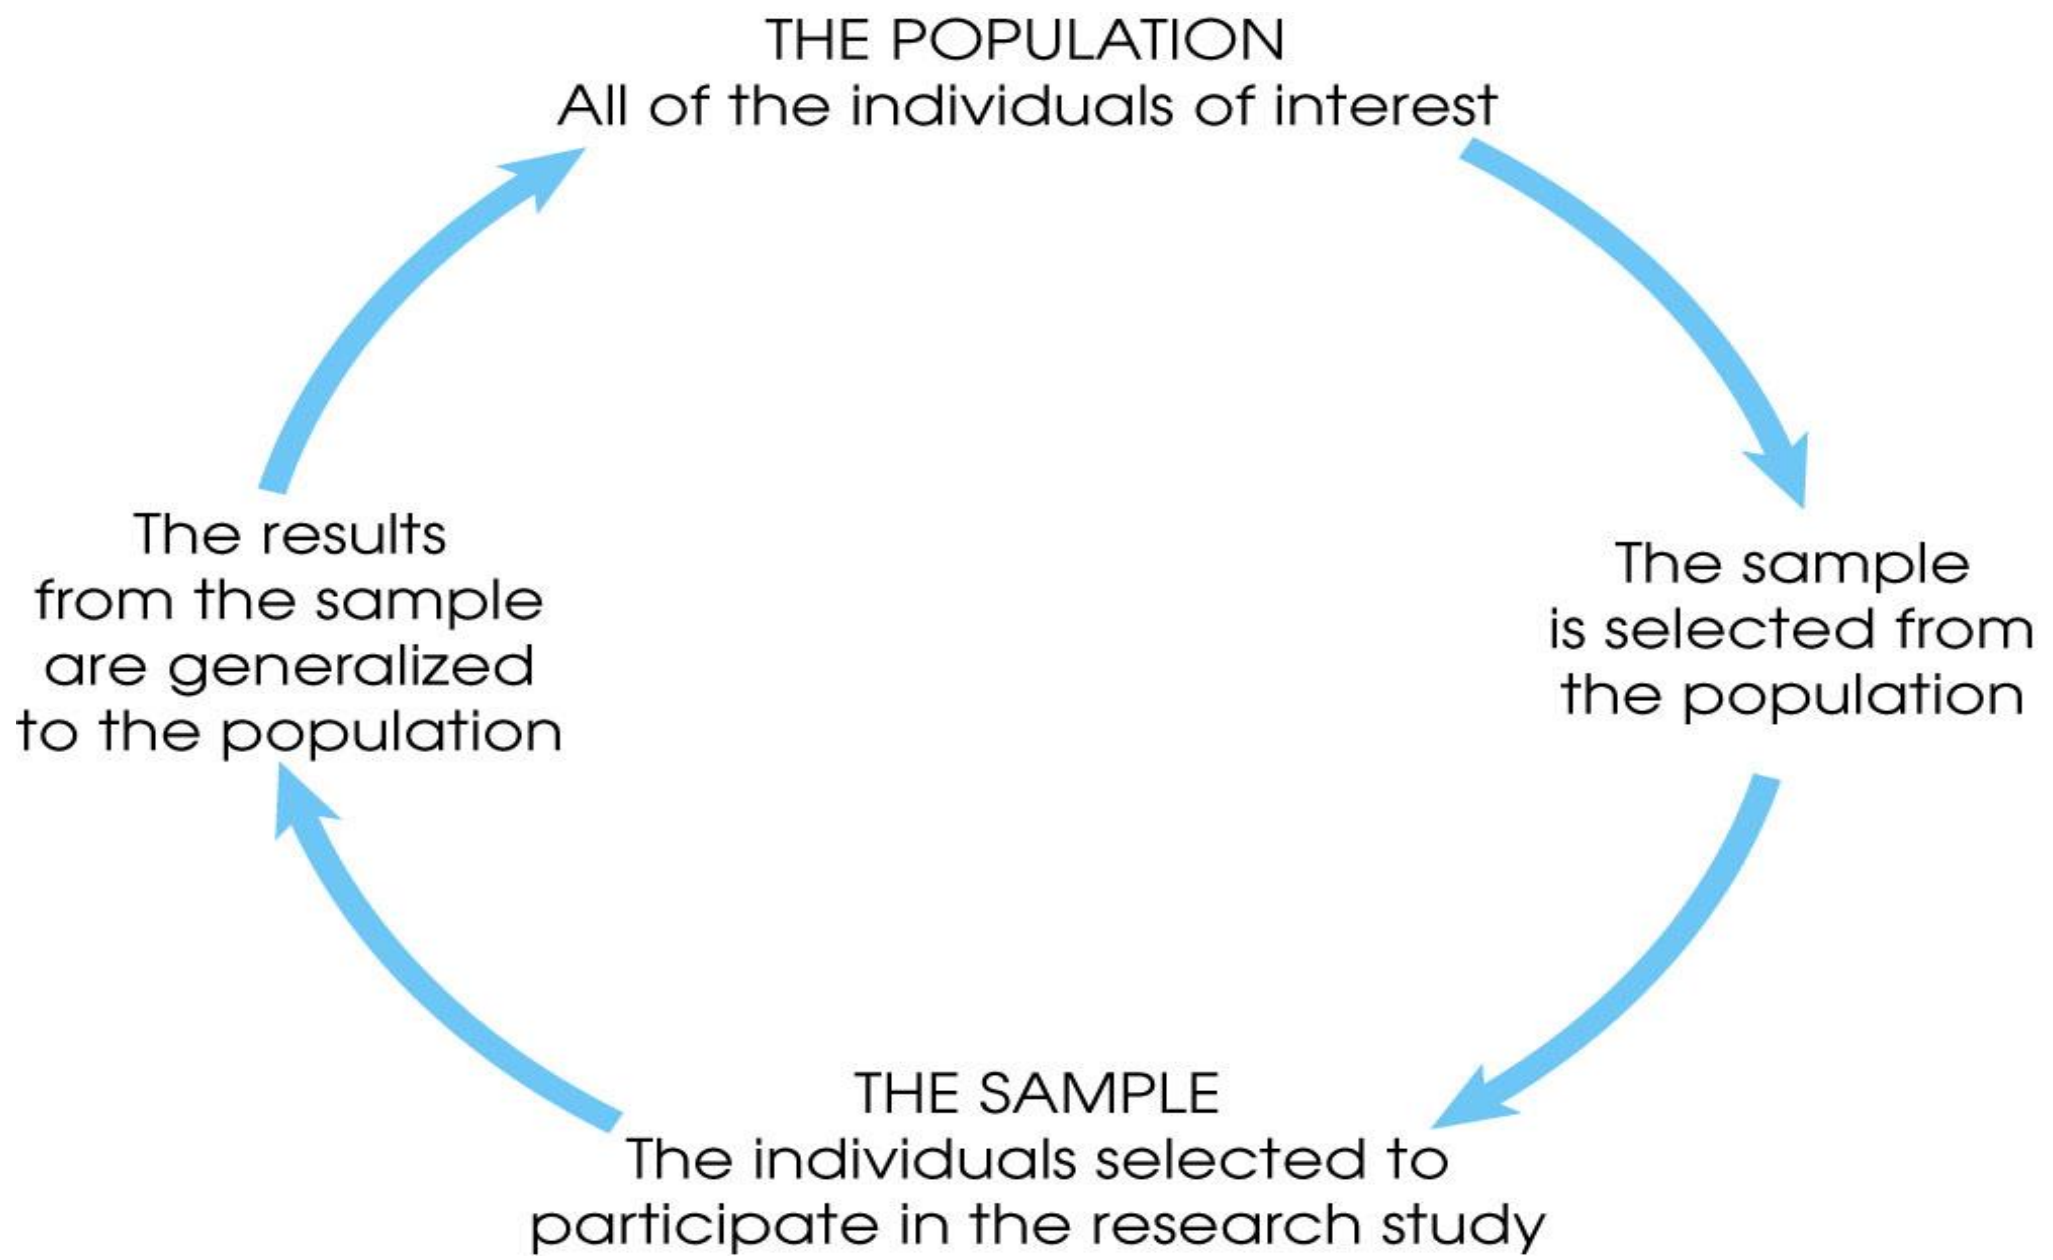 THE POPULATION
All of the individuals of interest
The results
from the sample
are generalized
to the population
The sample
is selected from
the population
THE SAMPLE
The individuals selected to
participate in the research study